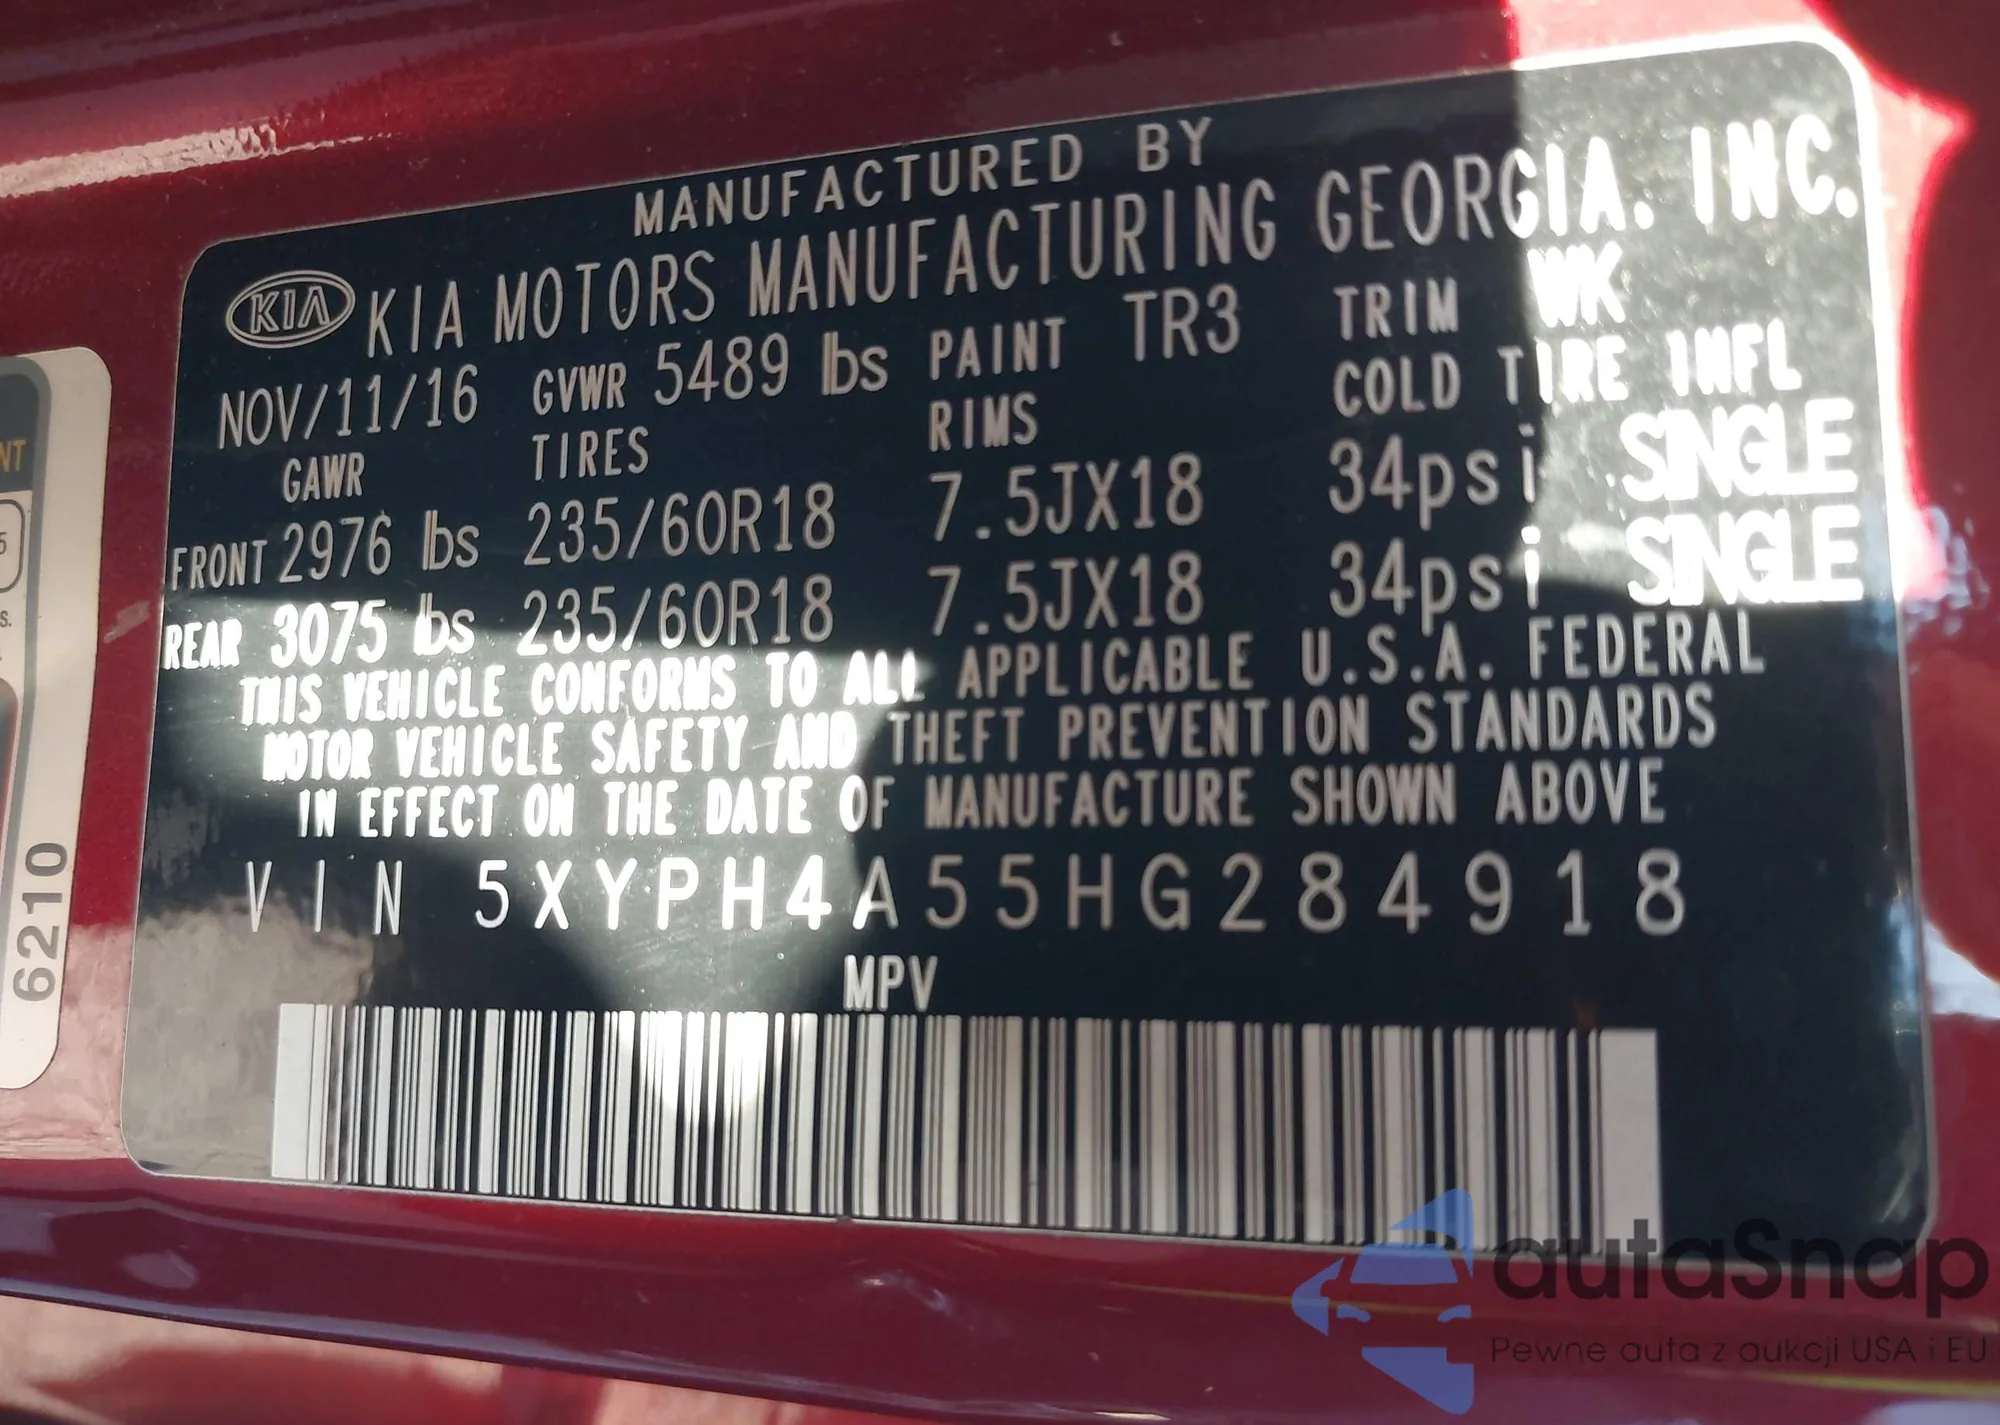 MANUFACTURED BY
KIA KIA MOTORS MANUFACTURING GEORGIA. INC.
NOV/11/16 GVWR 5489 lbs PAINT TR3 TRIM WK
GAWR TIRES RIMS COLD TIRE INFL
FRONT 2976 lbs 235/60R18 7.5JX18 34psi SINGLE
REAR 3075 lbs 235/60R18 7.5JX18 34psi SINGLE
THIS VEHICLE CONFORMS TO ALL APPLICABLE U.S.A. FEDERAL
MOTOR VEHICLE SAFETY AND THEFT PREVENTION STANDARDS
IN EFFECT ON THE DATE OF MANUFACTURE SHOWN ABOVE
VIN 5XYPH4A55HG284918
MPV
6210
autaSnap
Pewne auta z aukcji USA i EU